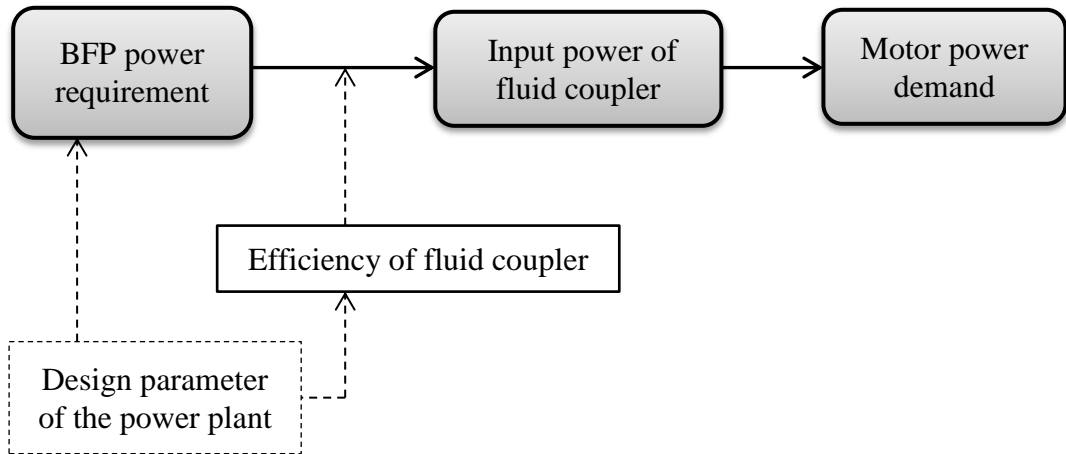 BFP power
requirement
Input power of
fluid coupler
Motor power
demand
Efficiency of fluid coupler
Design parameter
of the power plant